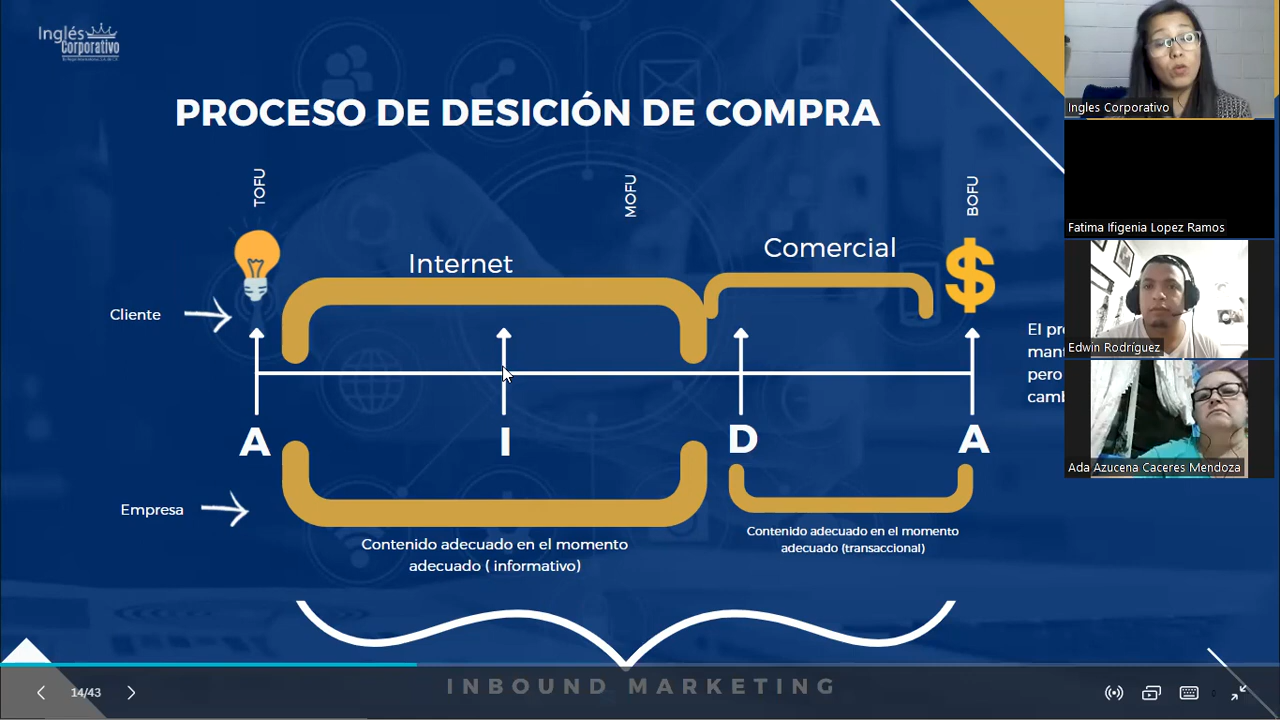 Inglés
Corporativo
PROCESO DE DESICIÓN DE COMPRA
TOFU
MOFU
BOFU
Internet
Comercial
$
Cliente
El pr
mant
pero
camb
A
I
D
A
Empresa
Contenido adecuado en el momento
adecuado ( informativo)
Contenido adecuado en el momento
adecuado (transaccional)
INBOUND MARKETING
14/43
Ingles Corporativo
Fatima Ifigenia Lopez Ramos
Edwin Rodríguez
Ada Azucena Caceres Mendoza